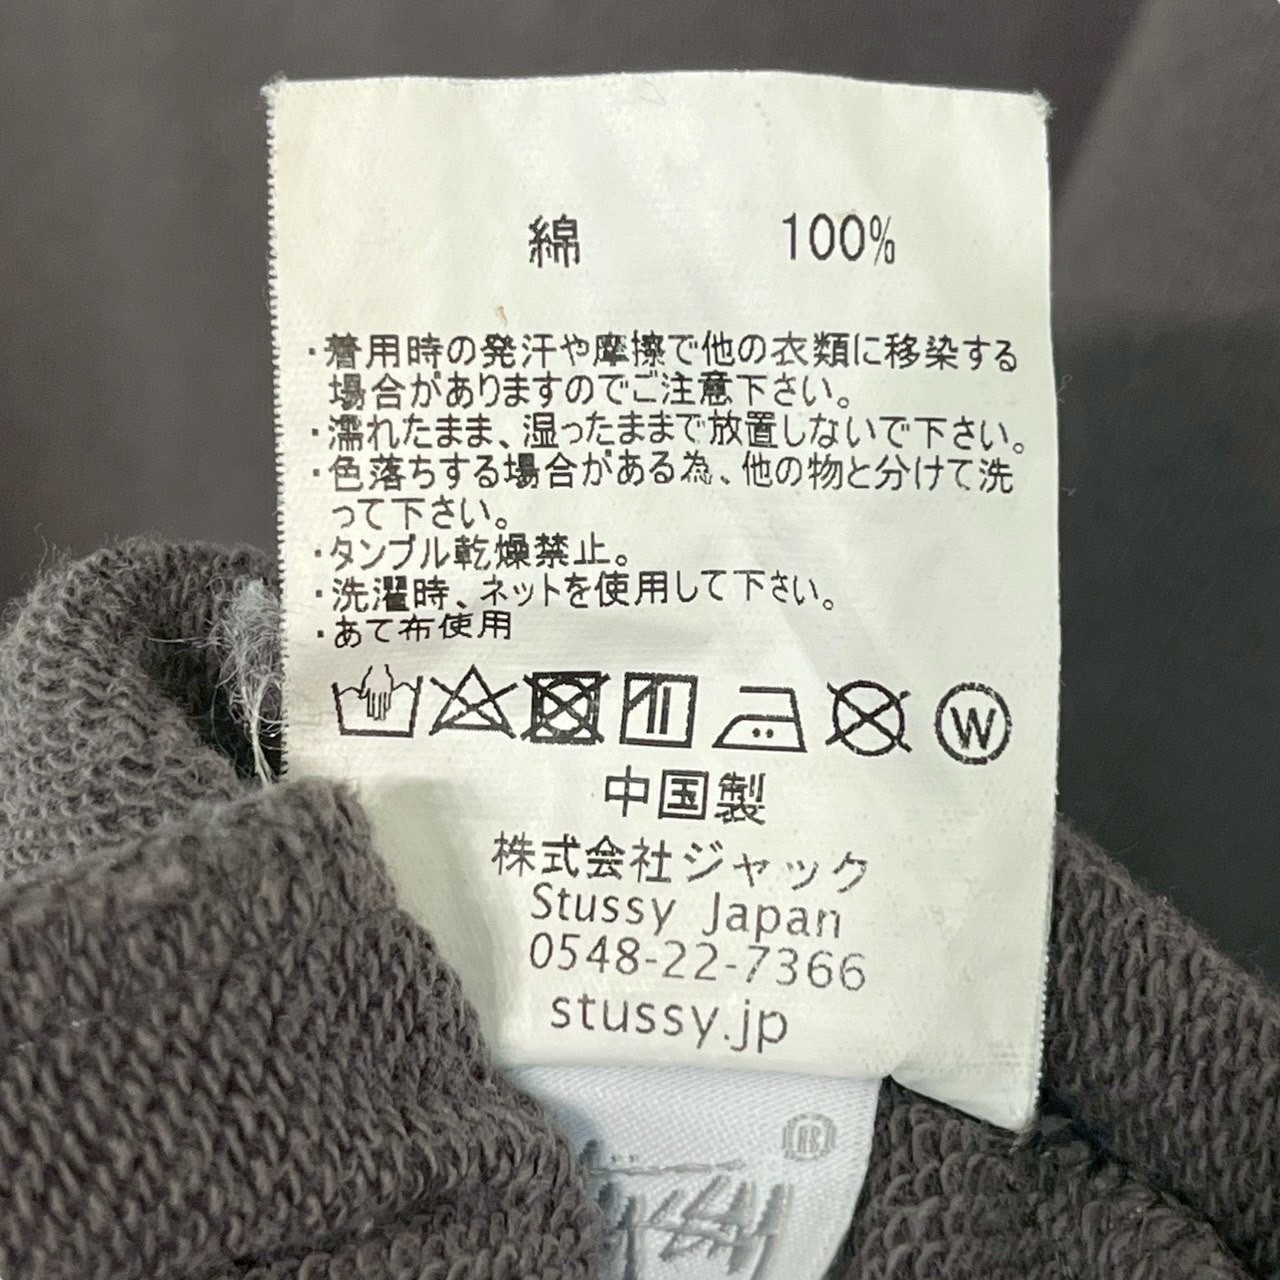 綿 100%
・着用時の発汗や摩擦で他の衣類に移染する
場合がありますのでご注意下さい。
・濡れたまま、湿ったままで放置しないで下さい。
・色落ちする場合がある為、他の物と分けて洗
って下さい。
・タンブル乾燥禁止。
・洗濯時、ネットを使用して下さい。
・あて布使用
W
中国製
株式会社ジャック
Stussy Japan
0548-22-7366
stussy.jp
®